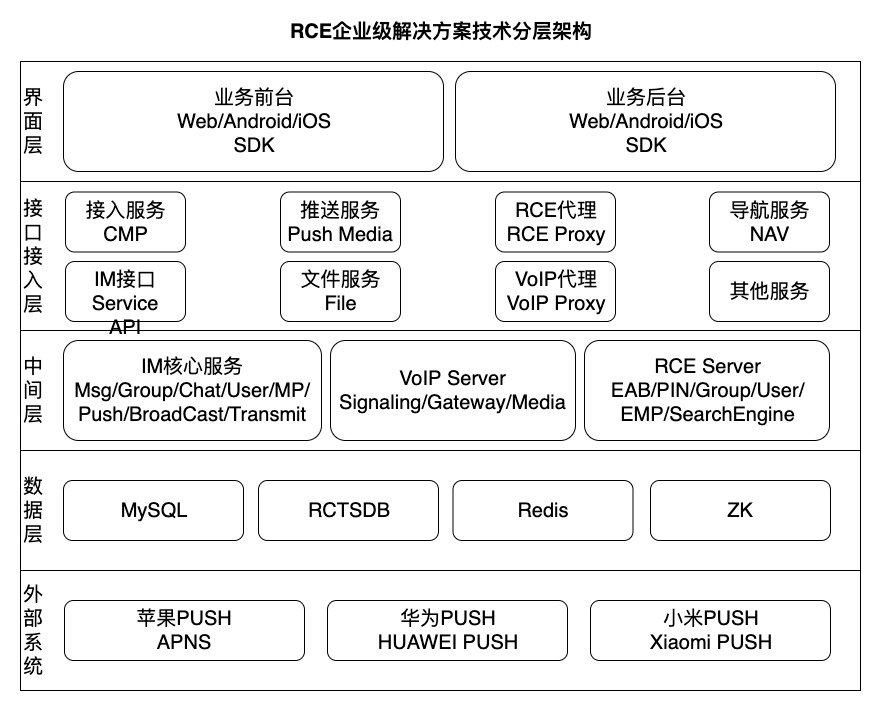 RCE企业级解决方案技术分层架构
界面层
业务前台
Web/Android/iOS
SDK
业务后台
Web/Android/iOS
SDK
接口接入层
接入服务
CMP
推送服务
Push Media
RCE代理
RCE Proxy
导航服务
NAV
IM接口
Service
API
文件服务
File
VoIP代理
VoIP Proxy
其他服务
中间层
IM核心服务
Msg/Group/Chat/User/MP/
Push/BroadCast/Transmit
VoIP Server
Signaling/Gateway/Media
RCE Server
EAB/PIN/Group/User/
EMP/SearchEngine
数据层
MySQL
RCTSDB
Redis
ZK
外部系统
苹果PUSH
APNS
华为PUSH
HUAWEI PUSH
小米PUSH
Xiaomi PUSH